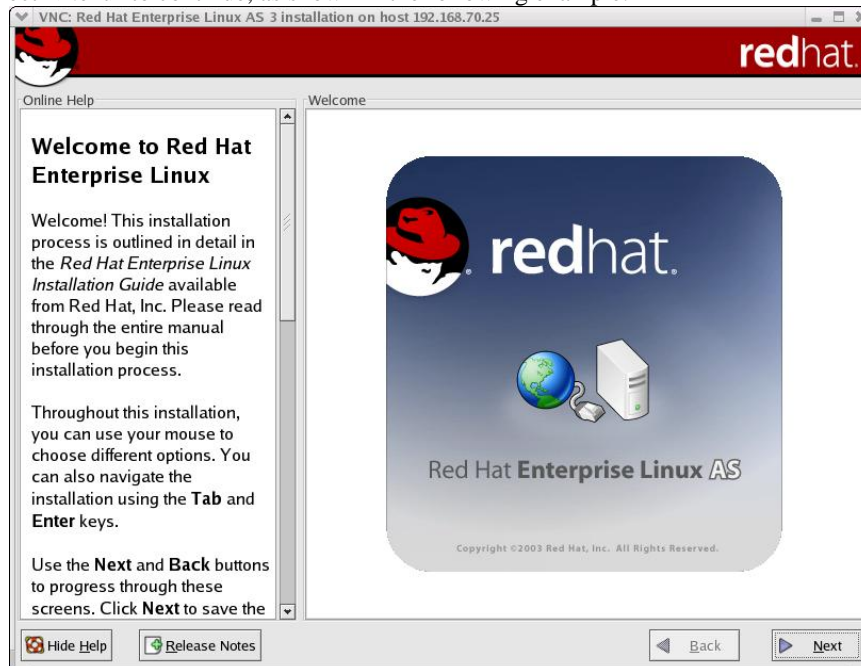 VNC: Red Hat Enterprise Linux AS 3 installation on host 192.168.70.25
redhat.
Online Help
Welcome to Red Hat
Enterprise Linux
Welcome! This installation
process is outlined in detail in
the Red Hat Enterprise Linux
Installation Guide available
from Red Hat, Inc. Please read
through the entire manual
before you begin this
installation process.
Throughout this installation,
you can use your mouse to
choose different options. You
can also navigate the
installation using the Tab and
Enter keys.
Use the Next and Back buttons
to progress through these
screens. Click Next to save the
Welcome
redhat.
Red Hat Enterprise Linux AS
Copyright ©2003 Red Hat, Inc. All Rights Reserved.
Hide Help
Release Notes
Back
Next